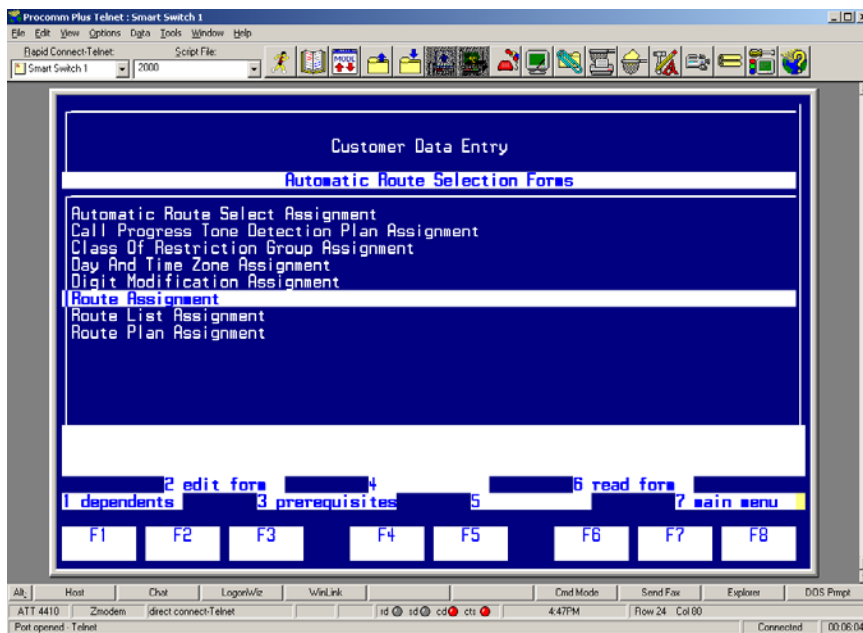 Procomm Plus Telnet : Smart Switch 1
File Edit View Options Data Tools Window Help
Rapid Connect-Telnet: Script File:
Smart Switch 1 2000
MODE
Customer Data Entry
Automatic Route Selection Forms
Automatic Route Select Assignment
Call Progress Tone Detection Plan Assignment
Class Of Restriction Group Assignment
Day And Time Zone Assignment
Digit Modification Assignment
Route Assignment
Route List Assignment
Route Plan Assignment
2 edit form 4 6 read form
1 dependents 3 prerequisites 5 7 main menu
F1 F2 F3 F4 F5 F6 F7 F8
Alt: Host Chat LogonWiz WinLink Cmd Mode Send Fax Explorer DOS Prmpt
ATT 4410 Zmodem direct connect-Telnet rd sd cd cts 4:47PM Row 24 Col 80
Port opened - Telnet Connected 00:06:04